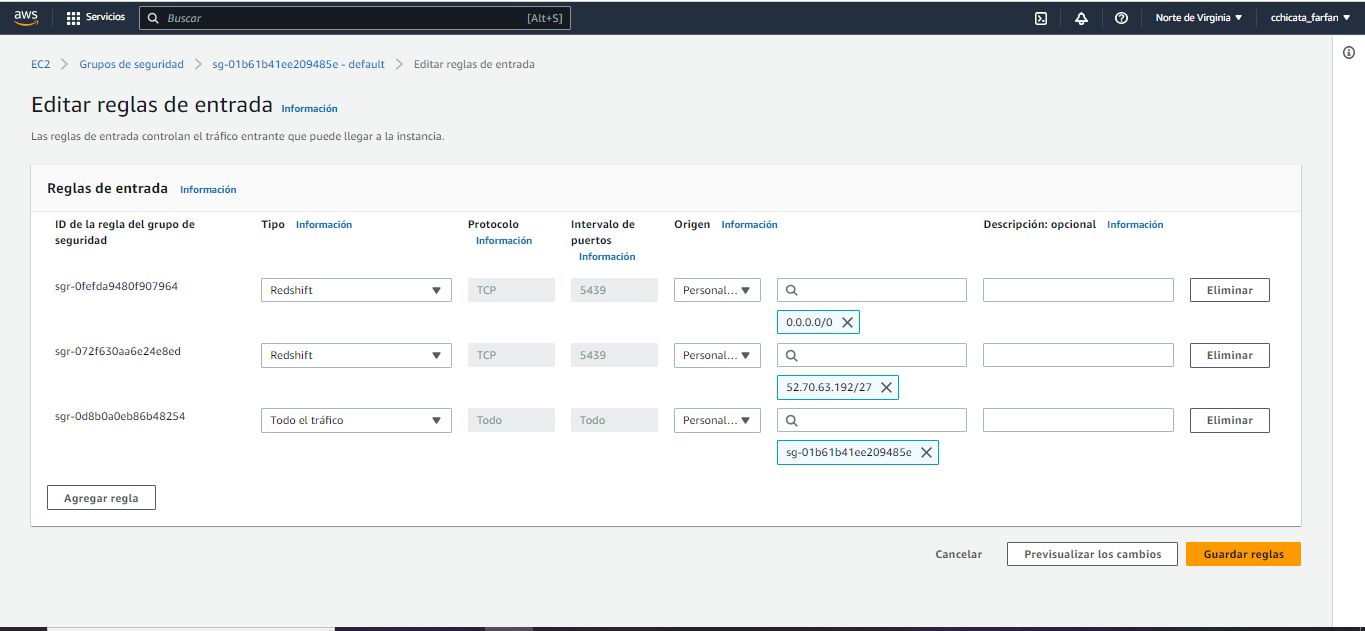 aws Servicios Buscar [Alt+S] Norte de Virginia cchicata_farfan
EC2 Grupos de seguridad sg-01b61b41ee209485e - default Editar reglas de entrada
Editar reglas de entrada Información
Las reglas de entrada controlan el tráfico entrante que puede llegar a la instancia.
Reglas de entrada Información
ID de la regla del grupo de seguridad
Tipo Información
Protocolo Información
Intervalo de puertos Información
Origen Información
Descripción: opcional Información
sgr-0fefda9480f907964 Redshift TCP 5439 Personal... Eliminar
0.0.0.0/0
sgr-072f630aa6e24e8ed Redshift TCP 5439 Personal... Eliminar
52.70.63.192/27
sgr-0d8b0a0eb86b48254 Todo el tráfico Todo Todo Personal... Eliminar
sg-01b61b41ee209485e
Agregar regla
Cancelar Previsualizar los cambios Guardar reglas